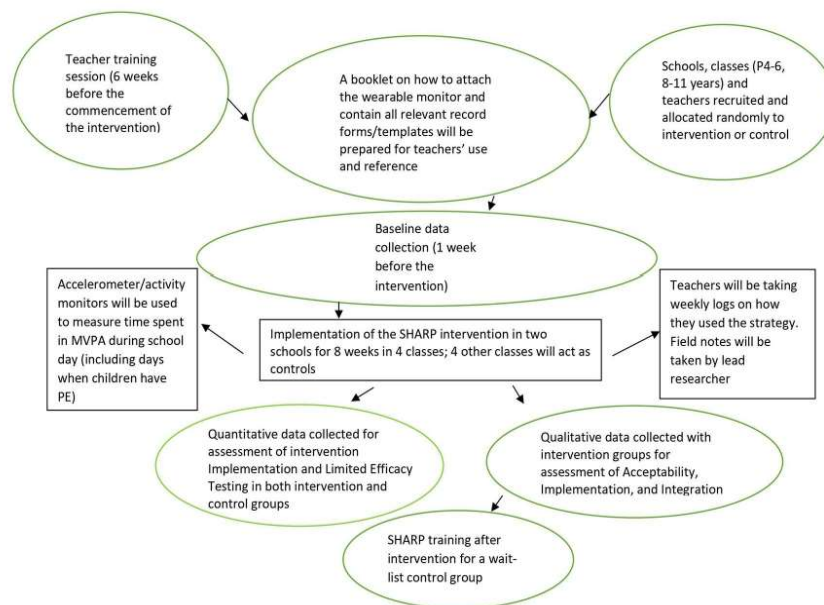 Teacher training
session (6 weeks
before the
commencement of
the intervention)
A booklet on how to attach
the wearable monitor and
contain all relevant record
forms/templates will be
prepared for teachers’ use
and reference
Schools, classes (P4-6,
8-11 years) and
teachers recruited and
allocated randomly to
intervention or control
Baseline data
collection (1 week
before the
intervention)
Accelerometer/activity
monitors will be used
to measure time spent
in MVPA during school
day (including days
when children have
PE)
Implementation of the SHARP intervention in two
schools for 8 weeks in 4 classes; 4 other classes will act as
controls
Teachers will be taking
weekly logs on how
they used the strategy.
Field notes will be
taken by lead
researcher
Quantitative data collected for
assessment of intervention
Implementation and Limited Efficacy
Testing in both intervention and
control groups
Qualitative data collected with
intervention groups for
assessment of Acceptability,
Implementation, and Integration
SHARP training after
intervention for a wait-
list control group